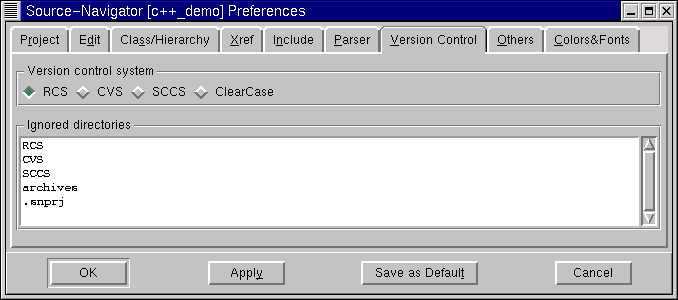 Source-Navigator [c++_demo] Preferences
Project Edit Class/Hierarchy Xref Include Parser Version Control Others Colors&Fonts
Version control system
RCS CVS SCCS ClearCase
Ignored directories
RCS
CVS
SCCS
archives
.snprj
OK Apply Save as Default Cancel